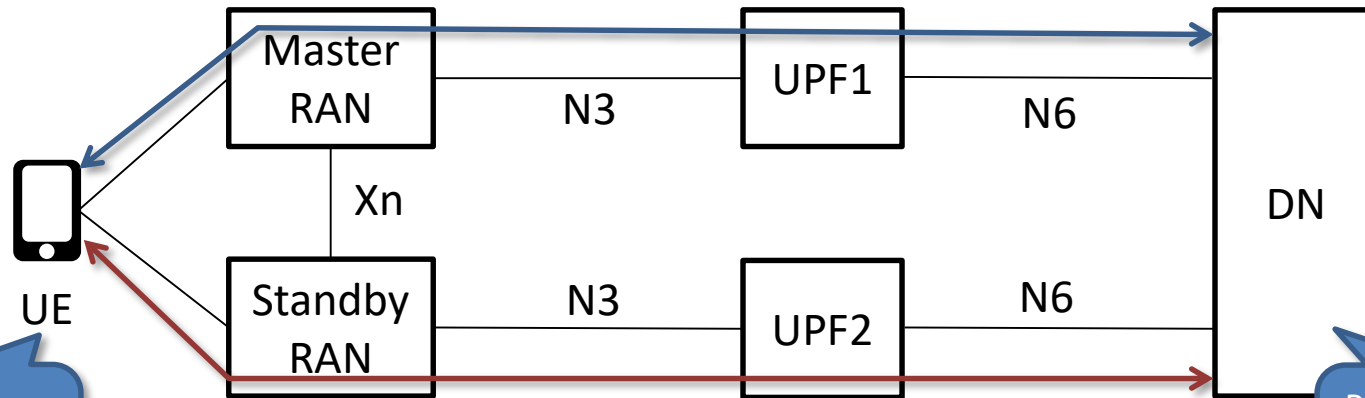 Master
RAN
UPF1
N3
N6
Xn
DN
UE
Standby
RAN
N3
UPF2
N6